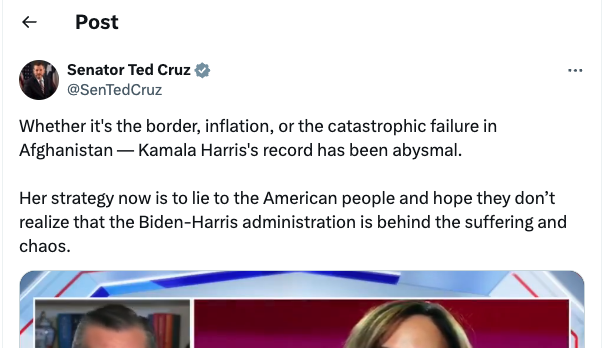 Post
Senator Ted Cruz
@SenTedCruz
Whether it's the border, inflation, or the catastrophic failure in
Afghanistan — Kamala Harris's record has been abysmal.
Her strategy now is to lie to the American people and hope they don’t
realize that the Biden-Harris administration is behind the suffering and
chaos.